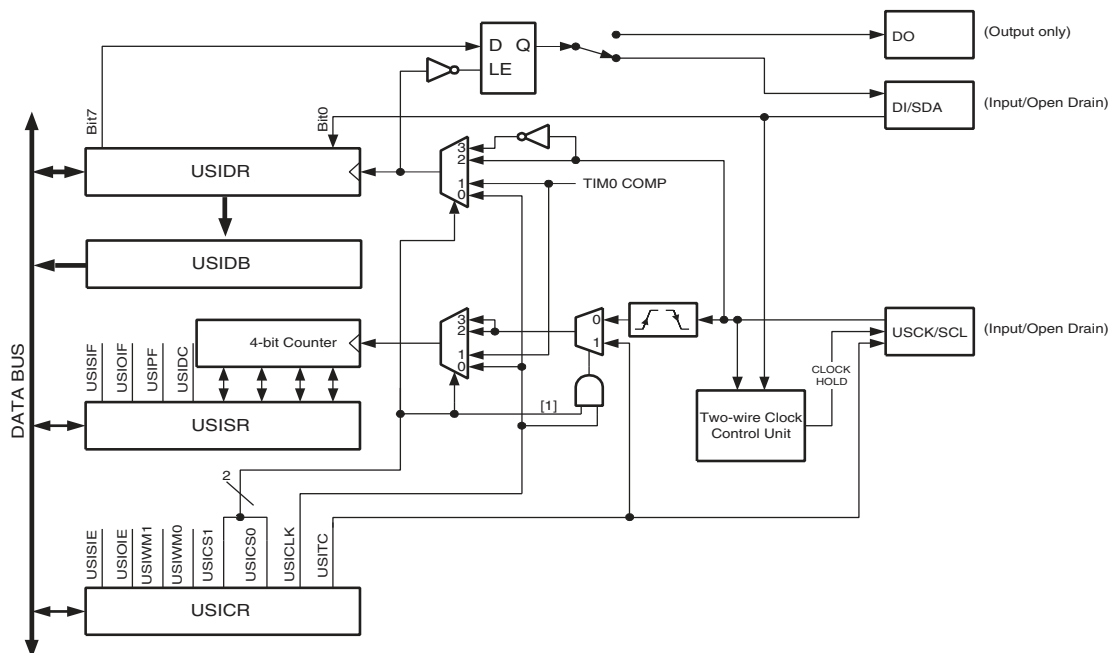 D Q
LE
DO
(Output only)
DI/SDA
(Input/Open Drain)
Bit7
Bit0
USIDR
3
2
1
0
TIM0 COMP
USIDB
DATA BUS
4-bit Counter
3
2
1
0
0
1
USCK/SCL
(Input/Open Drain)
CLOCK
HOLD
USISIF
USIOIF
USIPF
USIDC
USISR
[1]
Two-wire Clock
Control Unit
2
USISIE
USIOIE
USIWM1
USIWM0
USICS1
USICS0
USICLK
USITC
USICR